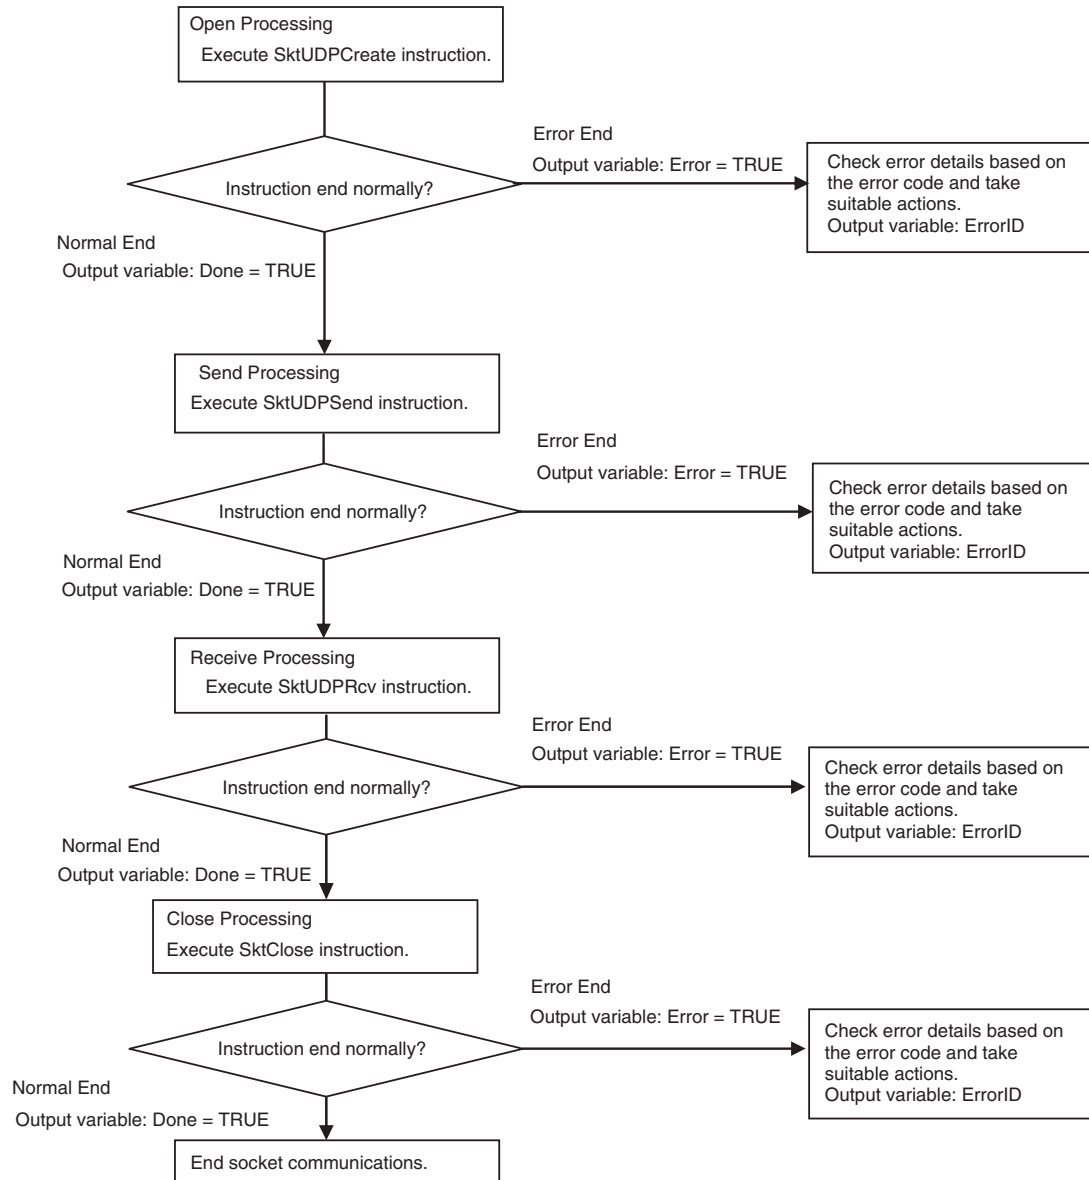 Open Processing
Execute SktUDPCreate instruction.
Instruction end normally?
Error End
Output variable: Error = TRUE
Check error details based on
the error code and take
suitable actions.
Output variable: ErrorID
Normal End
Output variable: Done = TRUE
Send Processing
Execute SktUDPSend instruction.
Instruction end normally?
Error End
Output variable: Error = TRUE
Check error details based on
the error code and take
suitable actions.
Output variable: ErrorID
Normal End
Output variable: Done = TRUE
Receive Processing
Execute SktUDPRcv instruction.
Instruction end normally?
Error End
Output variable: Error = TRUE
Check error details based on
the error code and take
suitable actions.
Output variable: ErrorID
Normal End
Output variable: Done = TRUE
Close Processing
Execute SktClose instruction.
Instruction end normally?
Error End
Output variable: Error = TRUE
Check error details based on
the error code and take
suitable actions.
Output variable: ErrorID
Normal End
Output variable: Done = TRUE
End socket communications.